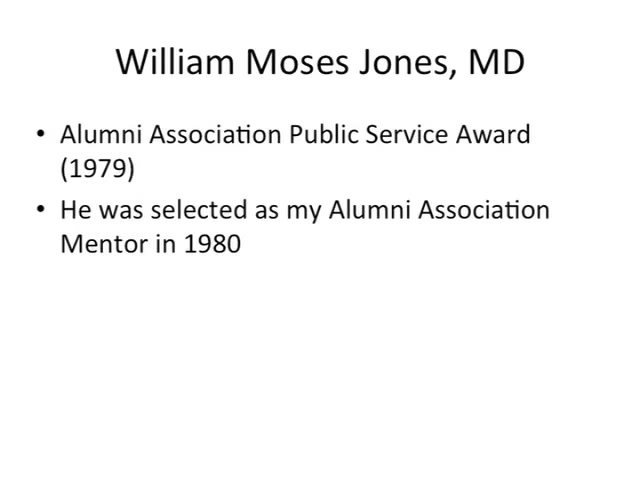 William Moses Jones, MD
• Alumni Association Public Service Award
(1979)
• He was selected as my Alumni Association
Mentor in 1980